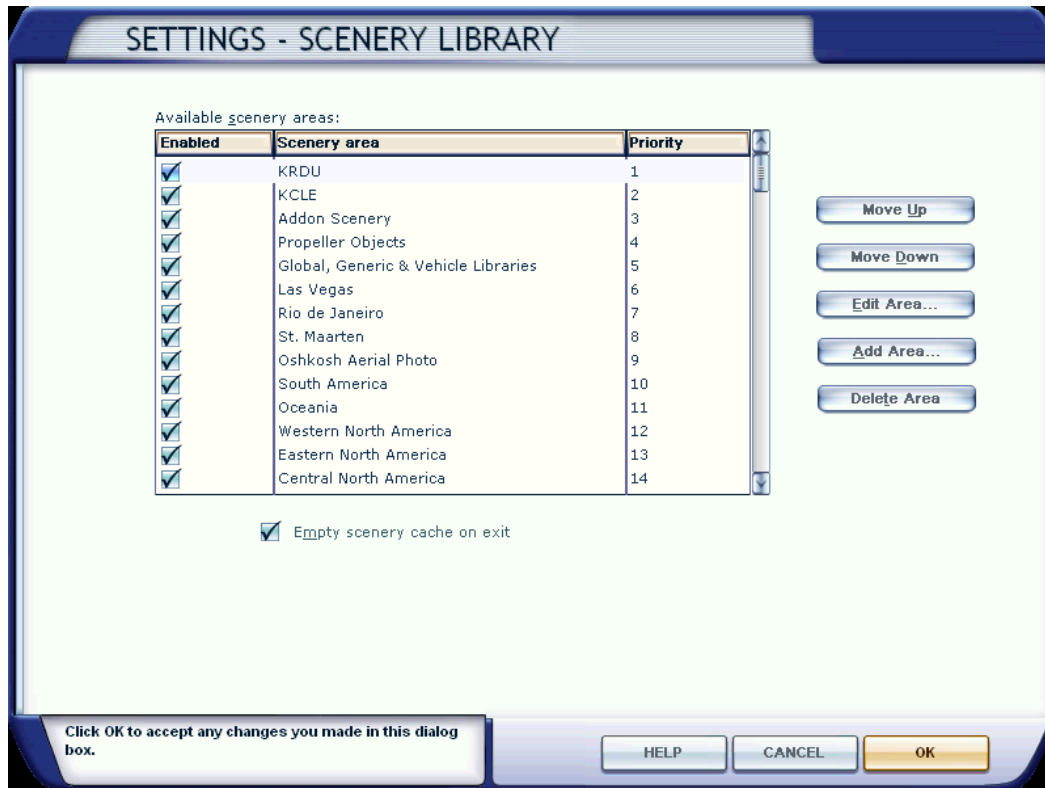 SETTINGS - SCENERY LIBRARY
Available scenery areas:
Enabled Scenery area Priority
KRDU 1
KCLE 2
Addon Scenery 3
Propeller Objects 4
Global, Generic & Vehicle Libraries 5
Las Vegas 6
Rio de Janeiro 7
St. Maarten 8
Oshkosh Aerial Photo 9
South America 10
Oceania 11
Western North America 12
Eastern North America 13
Central North America 14
Move Up
Move Down
Edit Area...
Add Area...
Delete Area
Empty scenery cache on exit
Click OK to accept any changes you made in this dialog
box.
HELP CANCEL OK